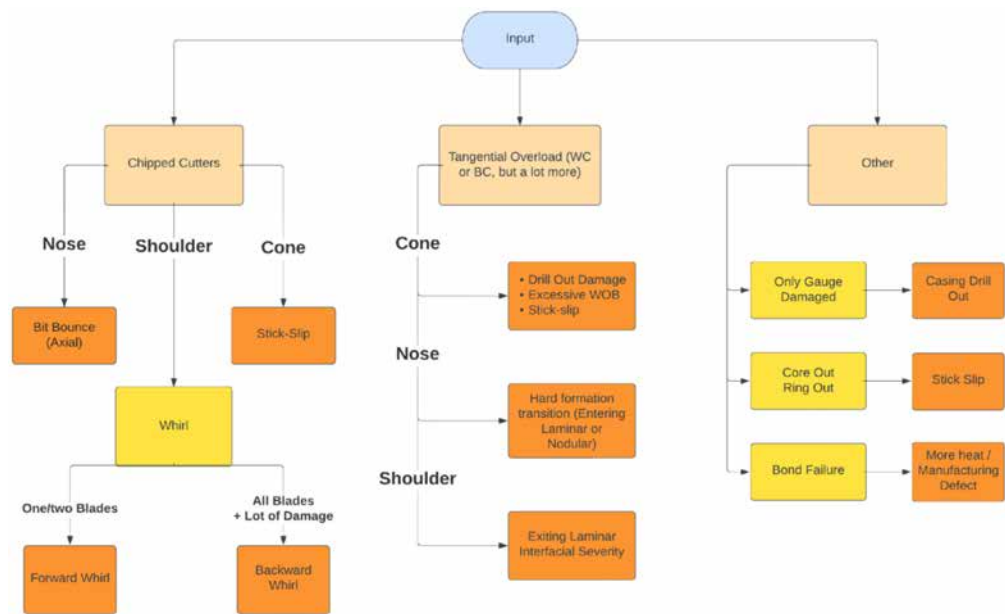 Input
Chipped Cutters
Tangential Overload (WC
or BC, but a lot more)
Other
Nose
Shoulder
Cone
Bit Bounce
(Axial)
Stick-Slip
Whirl
One/two Blades
All Blades
+ Lot of Damage
Forward Whirl
Backward
Whirl
Cone
• Drill Out Damage
• Excessive WOB
• Stick-slip
Nose
Hard formation
transition (Entering
Laminar or
Nodular)
Shoulder
Exiting Laminar
Interfacial Severity
Only Gauge
Damaged
Casing Drill
Out
Core Out
Ring Out
Stick Slip
Bond Failure
More heat /
Manufacturing
Defect